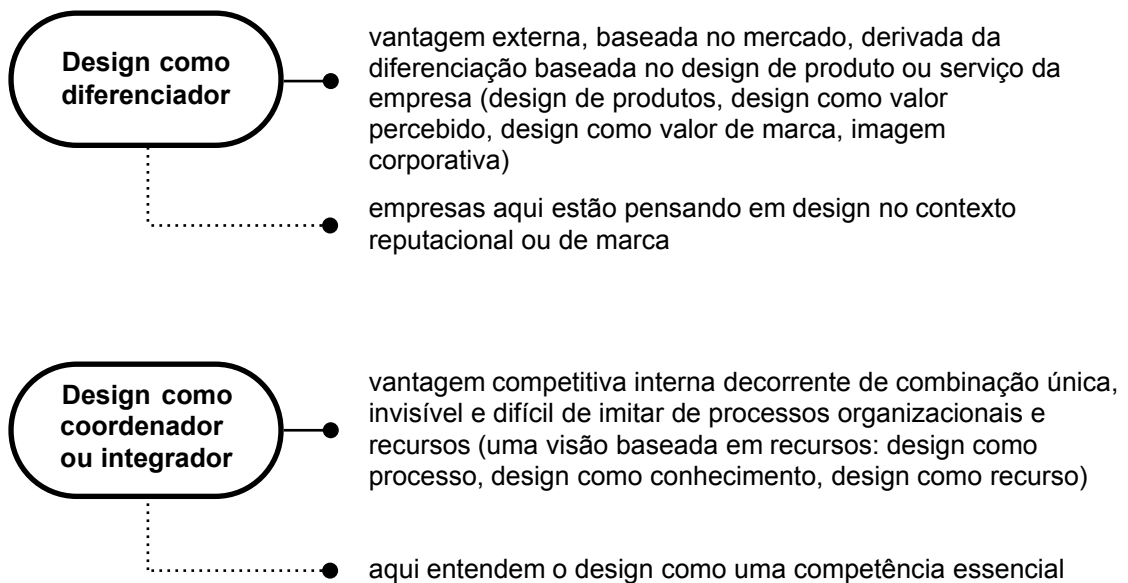 Design como
diferenciador
vantagem externa, baseada no mercado, derivada da
diferenciação baseada no design de produto ou serviço da
empresa (design de produtos, design como valor
percebido, design como valor de marca, imagem
corporativa)
empresas aqui estão pensando em design no contexto
reputacional ou de marca
Design como
coordenador
ou integrador
vantagem competitiva interna decorrente de combinação única,
invisível e difícil de imitar de processos organizacionais e
recursos (uma visão baseada em recursos: design como
processo, design como conhecimento, design como recurso)
aqui entendem o design como uma competência essencial